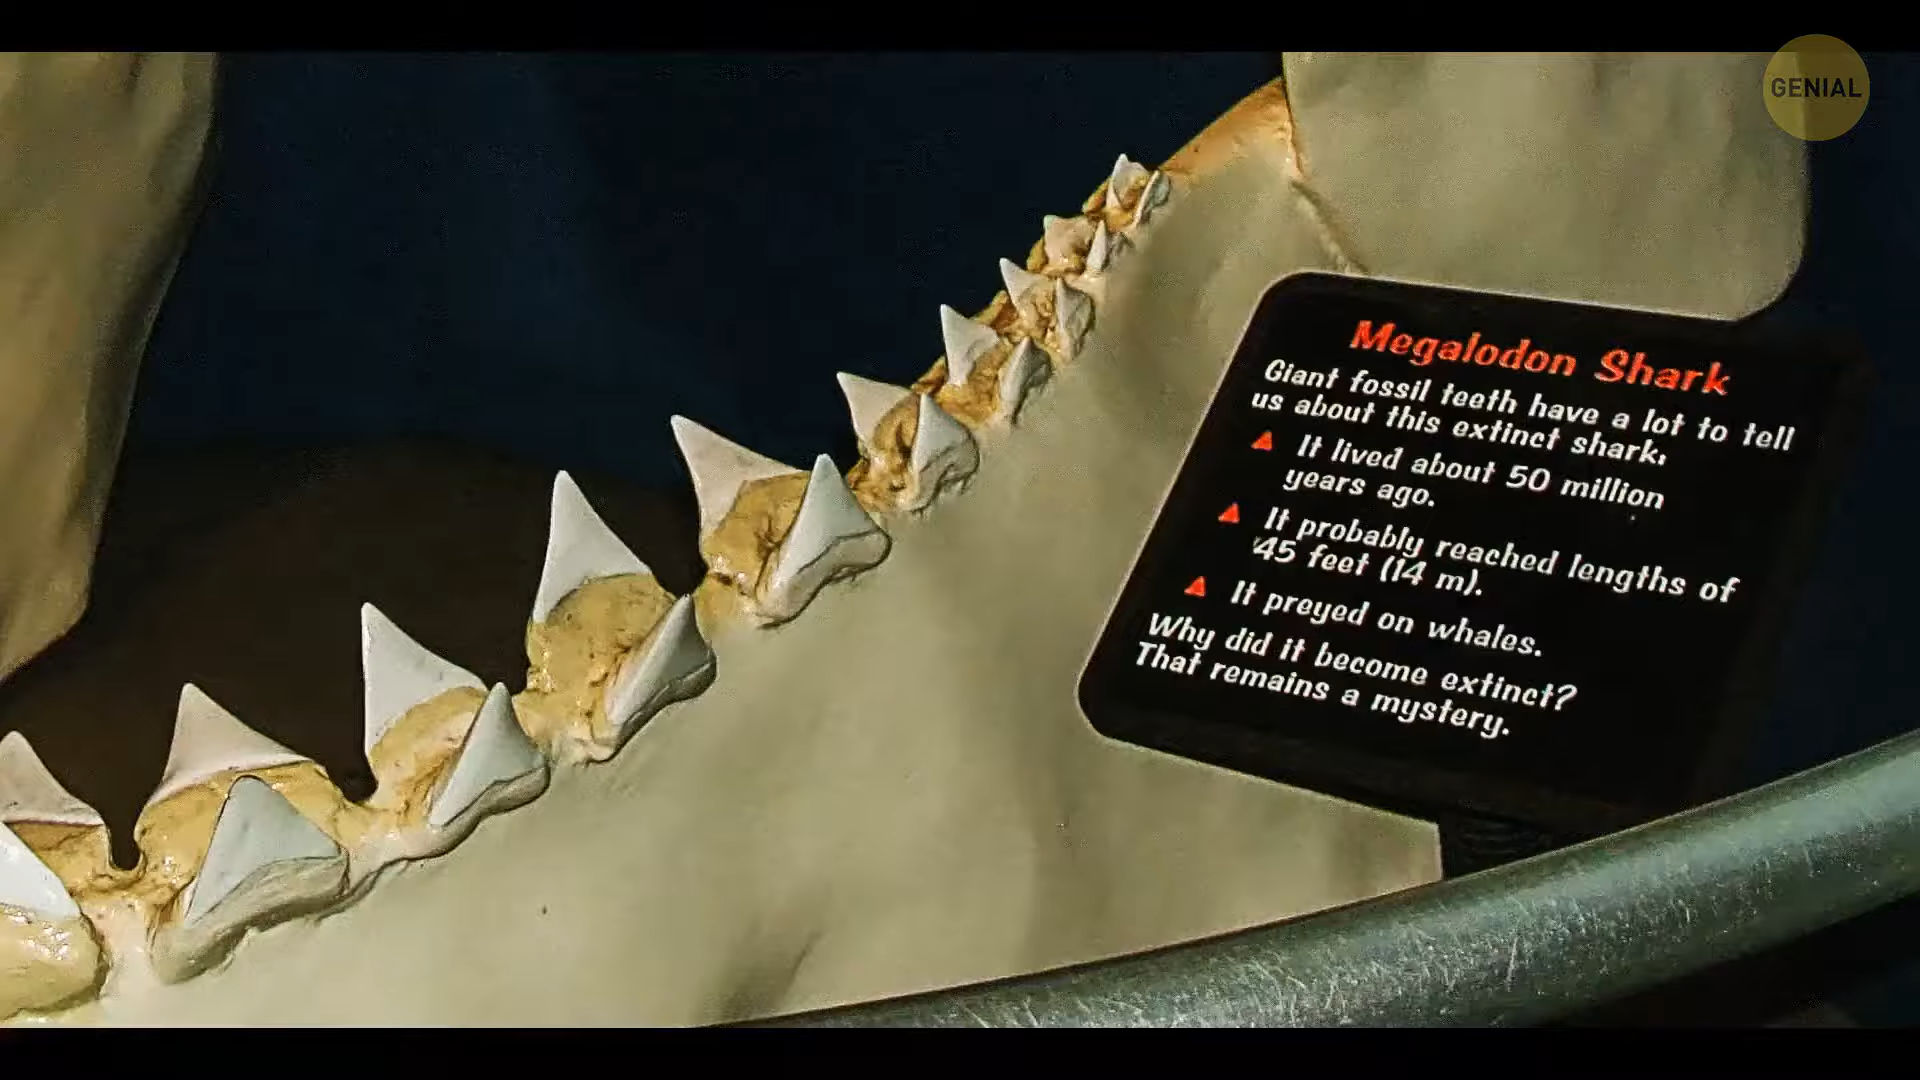 GENIAL
Megalodon Shark
Giant fossil teeth have a lot to tell
us about this extinct shark:
It lived about 50 million
years ago.
It probably reached lengths of
45 feet (14 m).
It preyed on whales.
Why did it become extinct?
That remains a mystery.